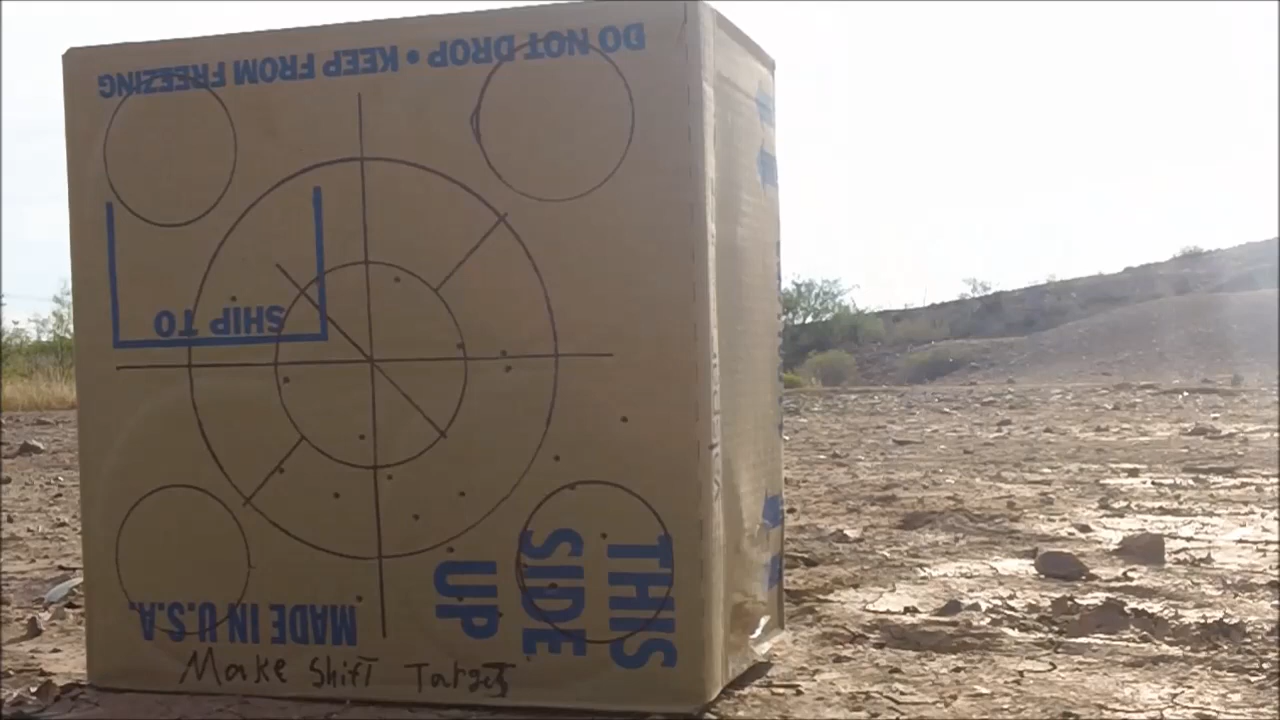 DO NOT DROP • KEEP FROM FREEZING
SHIP TO
THIS
SIDE
UP
MADE IN U.S.A.
Make Shift Target